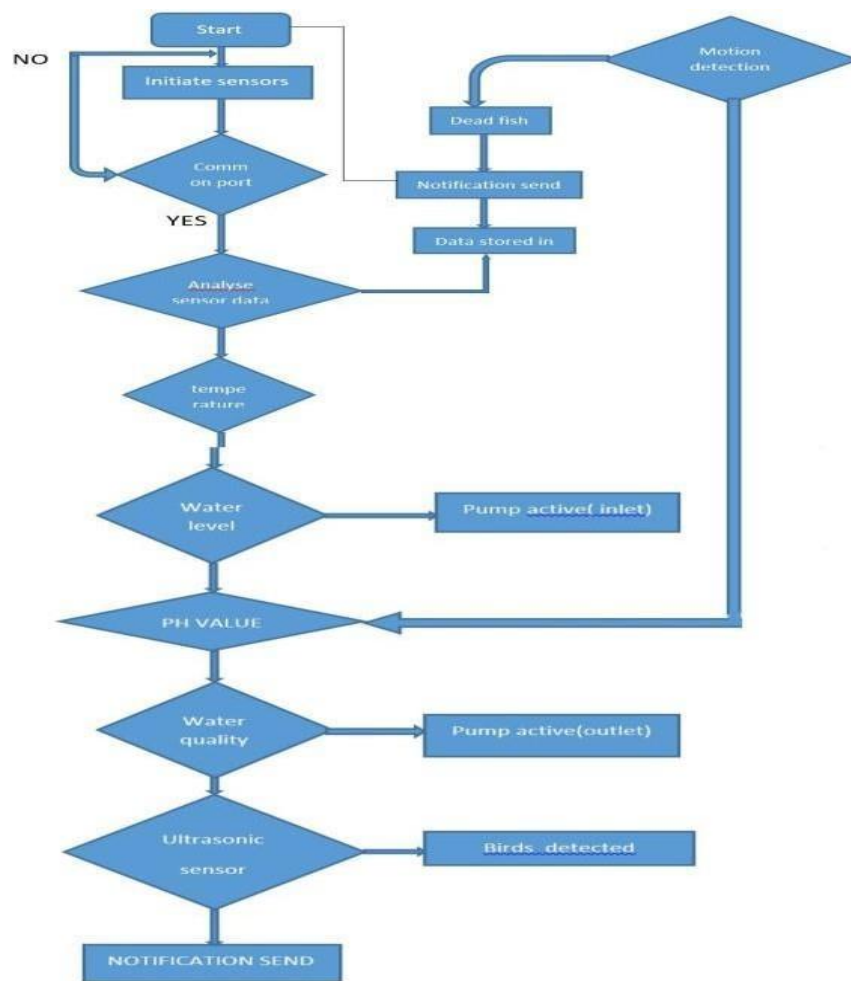 Start
NO
Motion
detection
Initiate sensors
Dead fish
Comm
on port
Notification send
YES
Data stored in
Analyse
sensor data
tempe
rature
Water
level
Pump active( inlet)
PH VALUE
Water
quality
Pump active(outlet)
Ultrasonic
sensor
Birds detected
NOTIFICATION SEND